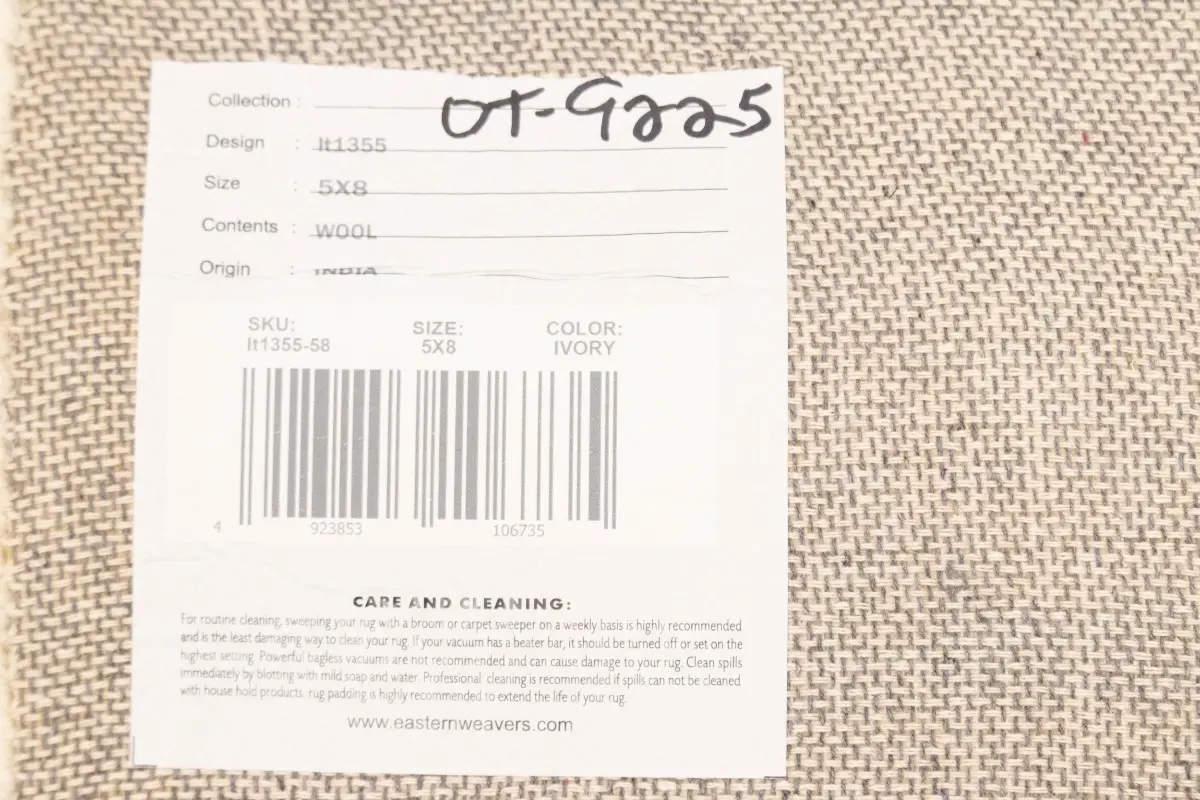 OT-9225
Collection :
Design : It1355
Size : 5X8
Contents : WOOL
Origin : INDIA
SKU: SIZE: COLOR:
It1355-58 5X8 IVORY
4 923853 106735
CARE AND CLEANING:
For routine cleaning, sweeping your rug with a broom or carpet sweeper on a weekly basis is highly recommended
and is the least damaging way to clean your rug. If your vacuum has a beater bar, it should be turned off or set on the
highest setting. Powerful bagless vacuums are not recommended and can cause damage to your rug. Clean spills
immediately by blotting with mild soap and water. Professional cleaning is recommended if spills can not be cleaned
with house hold products. rug padding is highly recommended to extend the life of your rug.
www.easternweavers.com